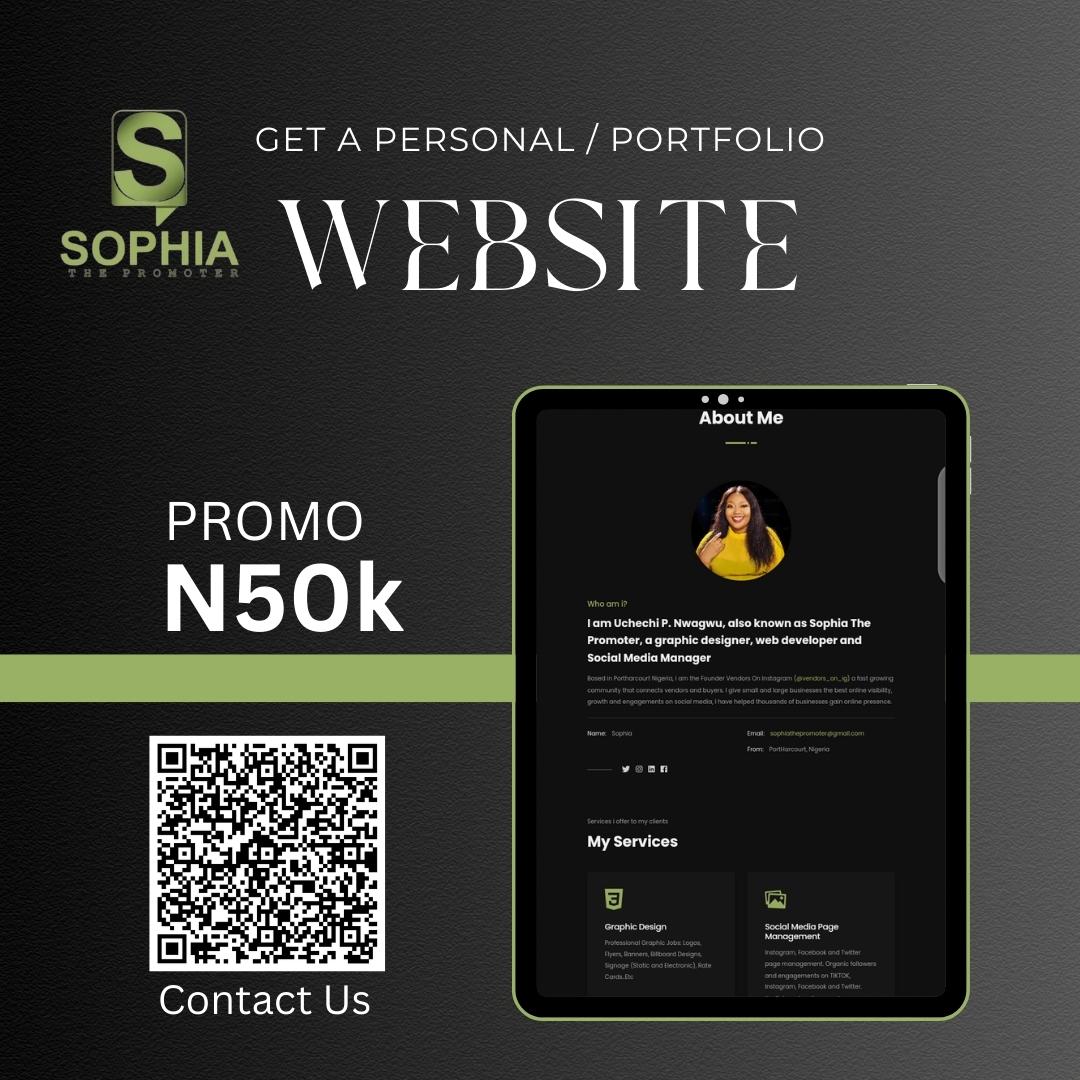 S
SOPHIA
THE PROMOTER
GET A PERSONAL / PORTFOLIO
WEBSITE
PROMO
N50k
Contact Us
About Me
Who am i?
I am Uchechi P. Nwagwu, also known as Sophia The
Promoter, a graphic designer, web developer and
Social Media Manager
Based in Portharcourt Nigeria, I am the Founder Vendors On Instagram (@vendors_on_ig) a fast growing
community that connects vendors and buyers. I give small and large businesses the best online visibility,
growth and engagements on social media, I have helped thousands of businesses gain online presence.
Name: Sophia
Email: sophiathepromoter@gmail.com
From: PortHarcourt, Nigeria
Services i offer to my clients
My Services
Graphic Design
Professional Graphic Jobs: Logos,
Flyers, Banners, Billboard Designs,
Signage (Static and Electronic), Rate
Cards..Etc
Social Media Page
Management
Instagram, Facebook and Twitter
page management. Organic followers
and engagements on TIKTOK,
Instagram, Facebook and Twitter.